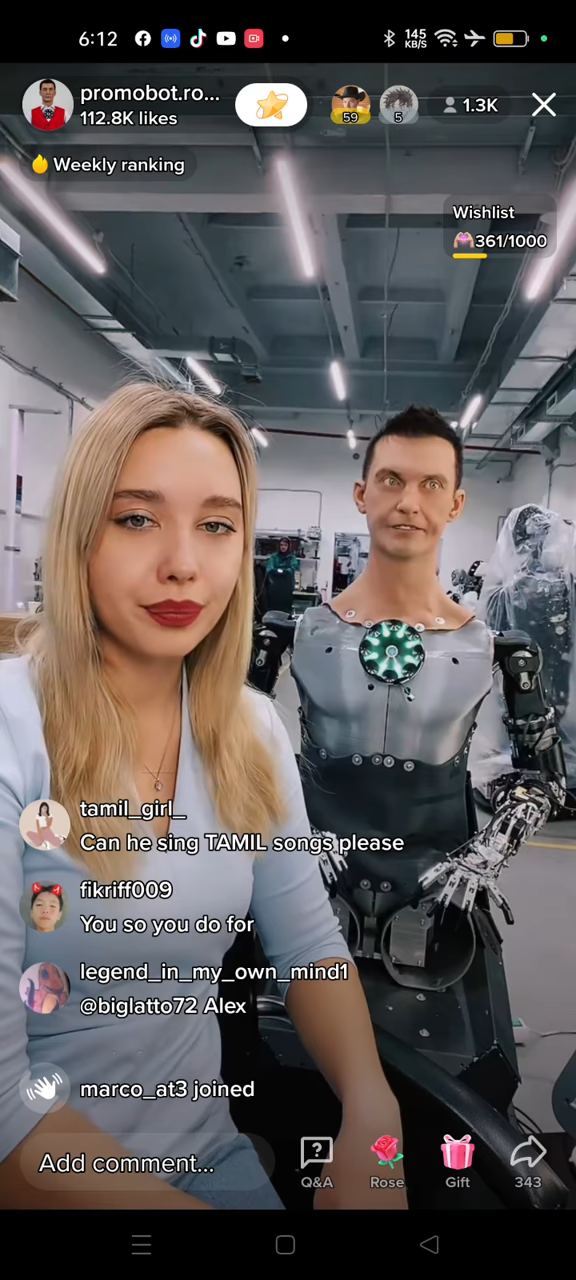 6:12
145
KB/S
promobot.ro...
112.8K likes
59
5
1.3K
Weekly ranking
Wishlist
361/1000
tamil_girl_
Can he sing TAMIL songs please
fikriff009
You so you do for
legend_in_my_own_mind1
@biglatto72 Alex
marco_at3 joined
Add comment...
Q&A
Rose
Gift
343